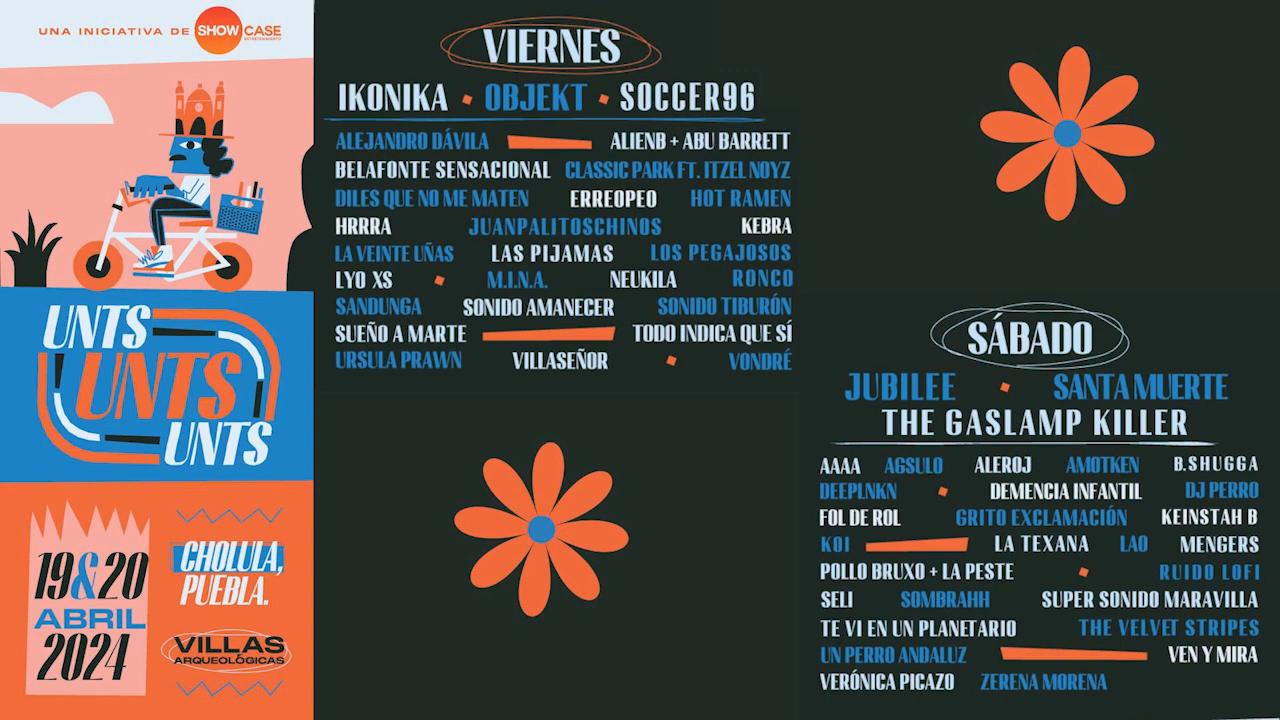 UNA INICIATIVA DE SHOWCASE
ENTRETENIMIENTO
UNTS
UNTS
UNTS
19&20
ABRIL
2024
CHOLULA,
PUEBLA.
VILLAS
ARQUEOLÓGICAS
VIERNES
IKONIKA OBJEKT SOCCER96
ALEJANDRO DÁVILA ALIENB + ABU BARRETT
BELAFONTE SENSACIONAL CLASSIC PARK FT. ITZEL NOYZ
DILES QUE NO ME MATEN ERREOPEO HOT RAMEN
HRRRA JUANPALITOSCHINOS KEBRA
LA VEINTE UÑAS LAS PIJAMAS LOS PEGAJOSOS
LYO XS M.I.N.A. NEUKILA RONCO
SANDUNGA SONIDO AMANECER SONIDO TIBURÓN
SUEÑO A MARTE TODO INDICA QUE SÍ
URSULA PRAWN VILLASEÑOR VONDRÉ
SÁBADO
JUBILEE SANTA MUERTE
THE GASLAMP KILLER
AAAA AGSULO ALEROJ AMOTKEN B.SHUGGA
DEEPLNKN DEMENCIA INFANTIL DJ PERRO
FOL DE ROL GRITO EXCLAMACIÓN KEINSTAH B
KOI LA TEXANA LAO MENGERS
POLLO BRUXO + LA PESTE RUIDO LOFI
SELI SOMBRAHH SUPER SONIDO MARAVILLA
TE VI EN UN PLANETARIO THE VELVET STRIPES
UN PERRO ANDALUZ VEN Y MIRA
VERÓNICA PICAZO ZERENA MORENA